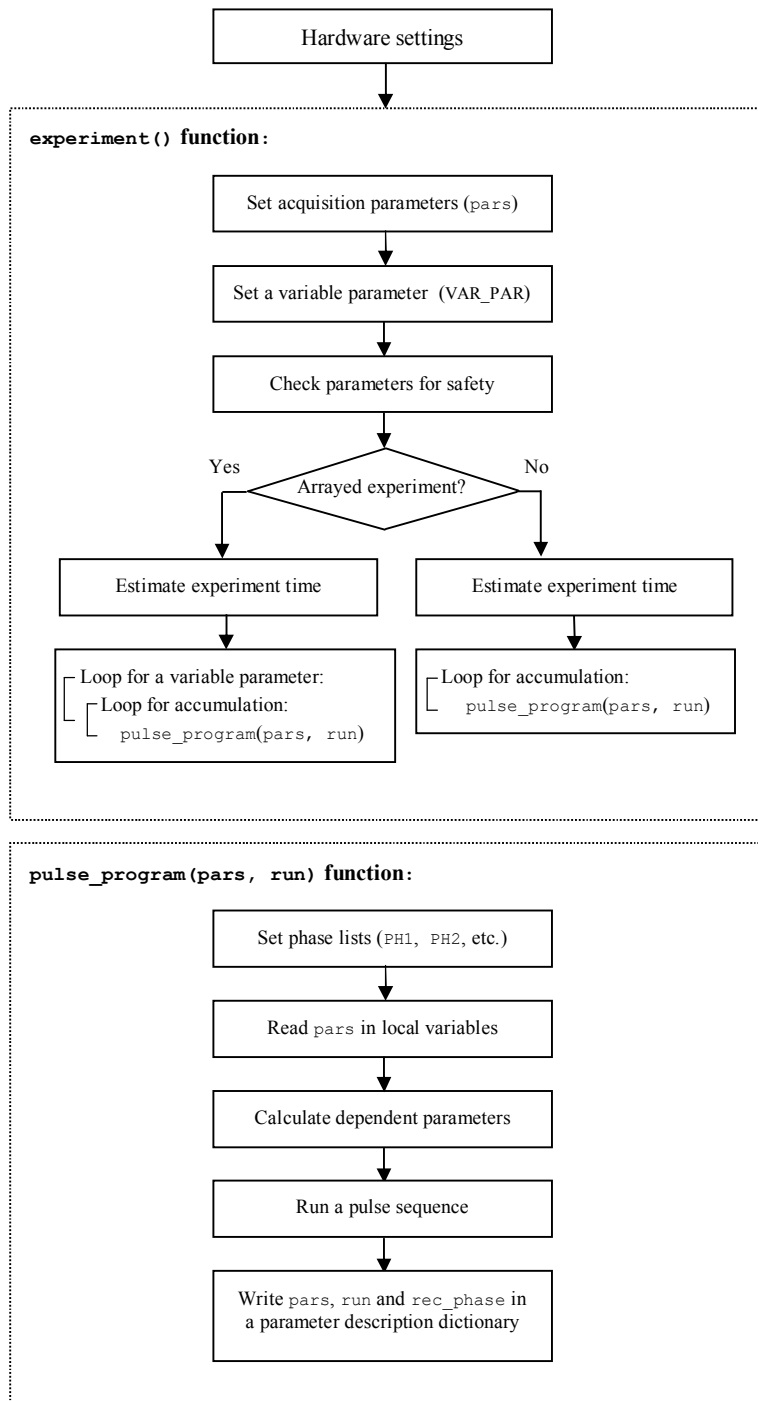 Hardware settings
experiment() function:
Set acquisition parameters (pars)
Set a variable parameter (VAR_PAR)
Check parameters for safety
Arrayed experiment?
Yes
No
Estimate experiment time
Loop for a variable parameter:
Loop for accumulation:
pulse_program(pars, run)
Estimate experiment time
Loop for accumulation:
pulse_program(pars, run)
pulse_program(pars, run) function:
Set phase lists (PH1, PH2, etc.)
Read pars in local variables
Calculate dependent parameters
Run a pulse sequence
Write pars, run and rec_phase in
a parameter description dictionary